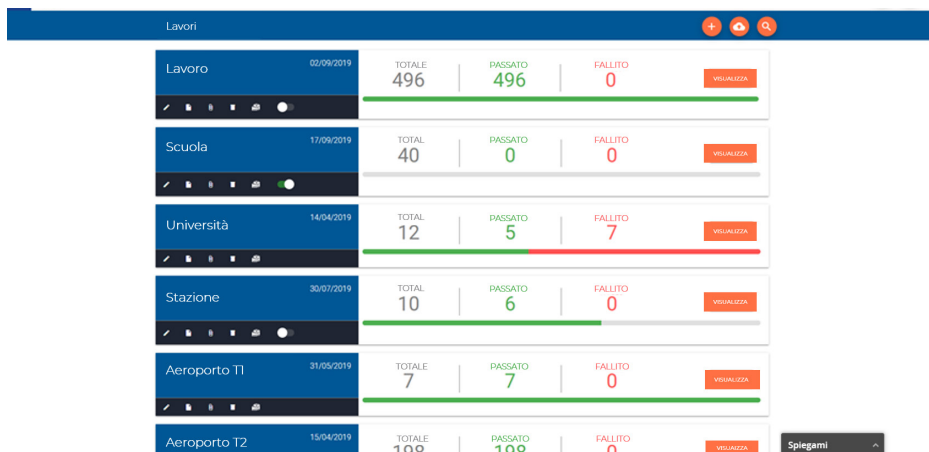 Lavori
Lavoro 02/09/2019 TOTALE PASSATO FALLITO
496 496 0 VISUALIZZA
Scuola 17/09/2019 TOTAL PASSATO FALLITO
40 0 0 VISUALIZZA
Università 14/04/2019 TOTAL PASSATO FALLITO
12 5 7 VISUALIZZA
Stazione 30/07/2019 TOTAL PASSATO FALLITO
10 6 0 VISUALIZZA
Aeroporto T1 31/05/2019 TOTALE PASSATO FALLITO
7 7 0 VISUALIZZA
Aeroporto T2 15/04/2019 TOTALE PASSATO FALLITO
198 198 0 VISUALIZZA
Spiegami